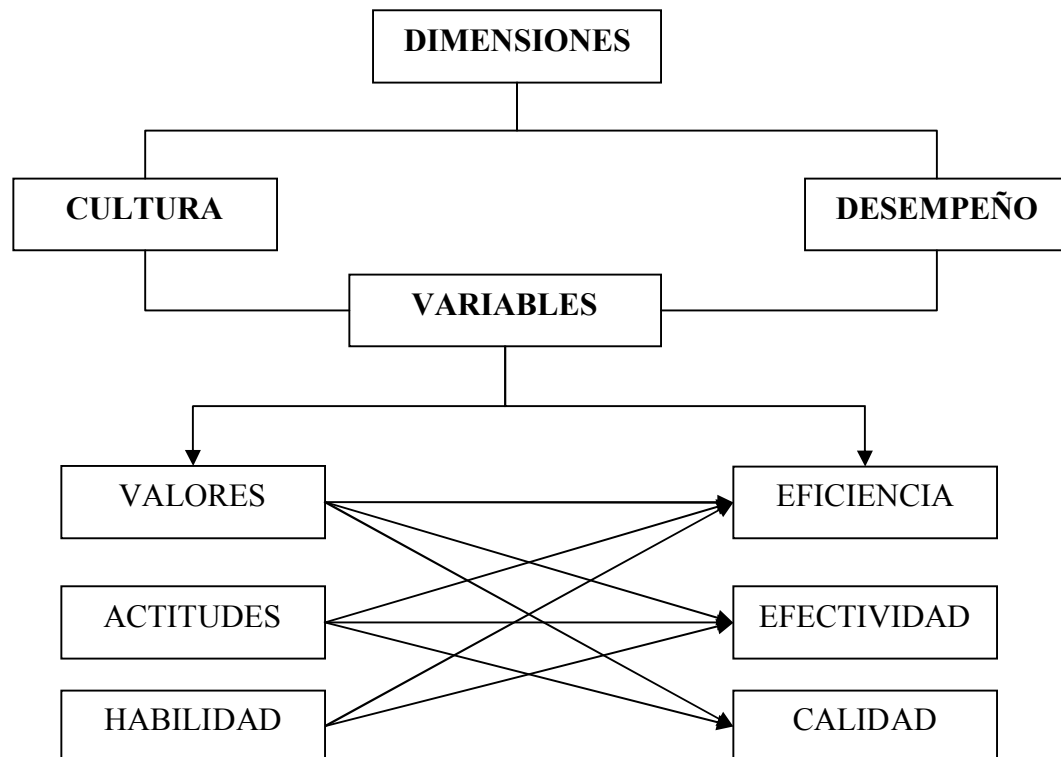 DIMENSIONES
CULTURA
DESEMPEÑO
VARIABLES
VALORES
EFICIENCIA
ACTITUDES
EFECTIVIDAD
HABILIDAD
CALIDAD